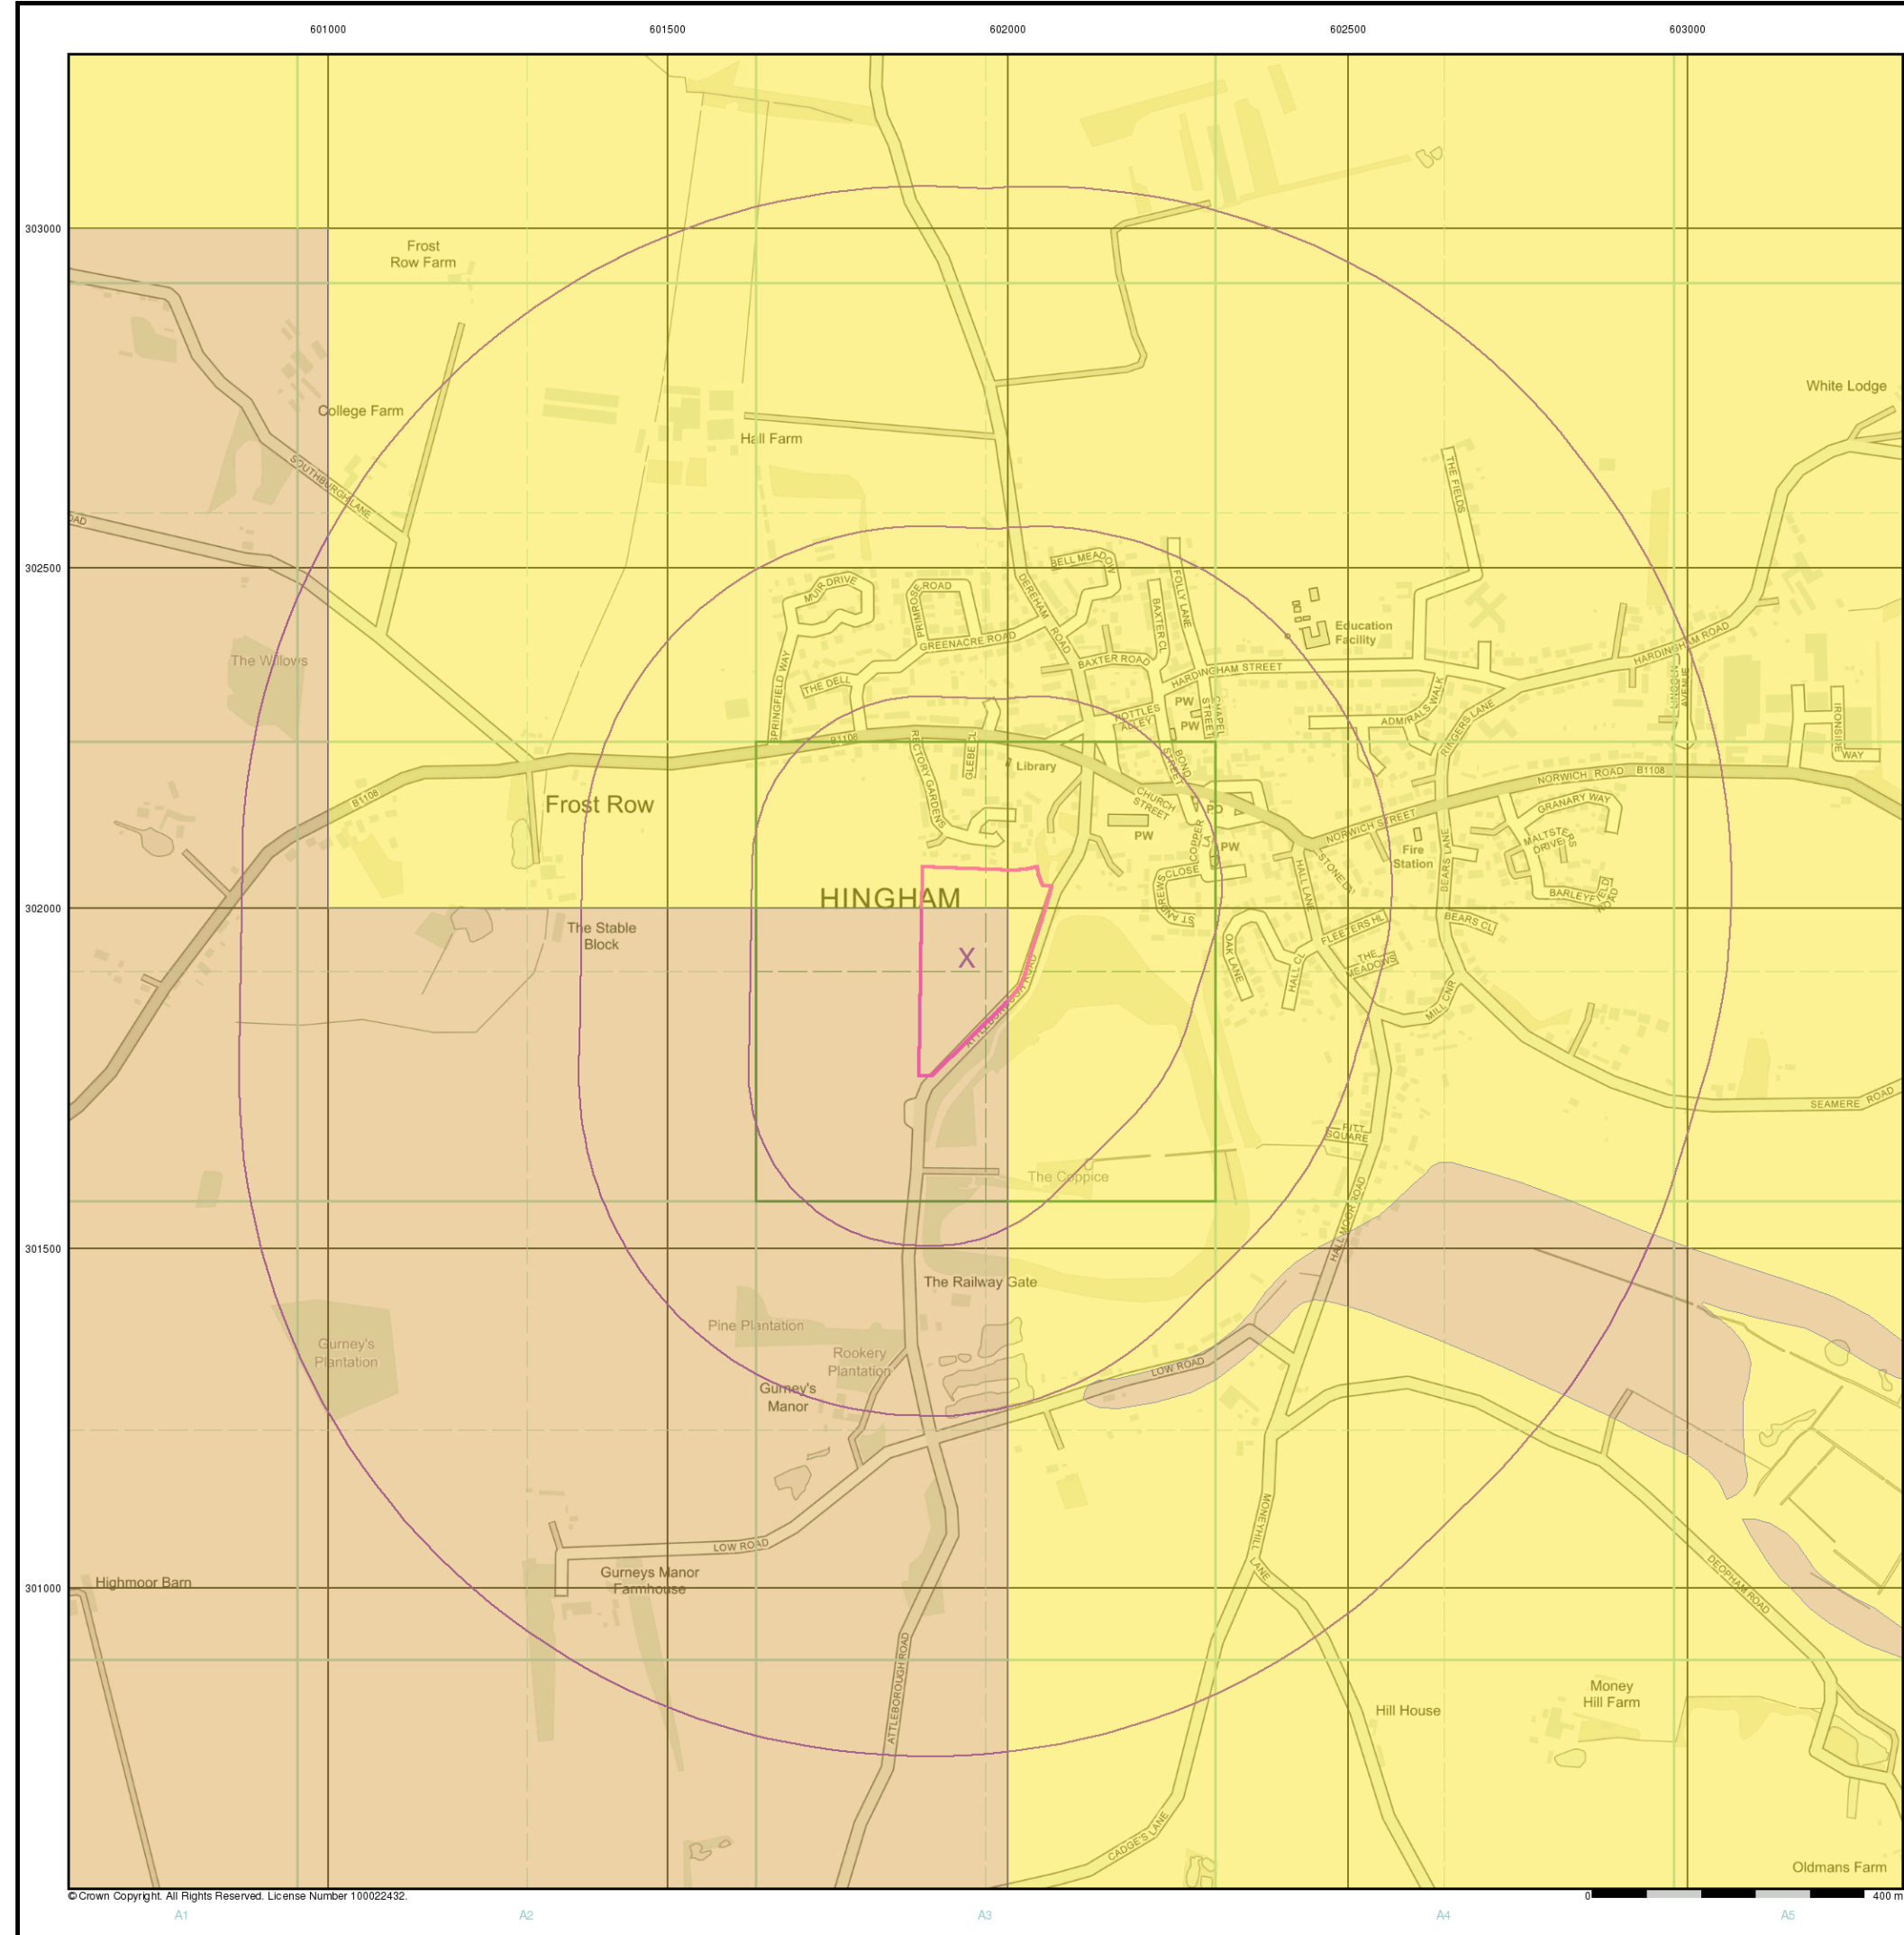 601000 601500 602000 602500 603000
303000
Frost
Row Farm
White Lodge
College Farm
Hall Farm
SOUTHBURGH LANE
THE FIELDS
OAD
302500
BELL MEADOW
MUIR DRIVE
PRIMROSE
ROAD
DEREHAM ROAD
FOLLY LANE
BAXTER CL
Education
Facility
GREENACRE ROAD
HARDINGHAM ROAD
The Willows
BAXTER ROAD
HARDINGHAM STREET
SPRINGFIELD WAY
THE DELL
LINCOLN
AVENUE
PW
POTTLES
ALLEY
PW
CHAPEL
STREET
ADMIRALS WALK
RINGERS LANE
IRONSIDE
WAY
B1108
RECTORY GARDENS
GLEBE CL
Library
BOND
STREET
NORWICH ROAD B1108
B1108
Frost Row
CHURCH
STREET
PO
GRANARY WAY
PW
COPPER
LA
PW
NORWICH STREET
Fire
Station
MALTSTERS
DRIVE
HALL LANE
STONE LA
BEARS LANE
ST ANDREWS CLOSE
BARLEYFIELD
ROAD
HINGHAM
302000
The Stable
Block
BEARS CL
FLEETERS HL
OAK LANE
X
THE
MEADOWS
HALL CL
MILL CNR
ATTLEBOROUGH ROAD
SEAMERE ROAD
PITT
SQUARE
The Coppice
HALL MOOR ROAD
301500
The Railway Gate
Pine Plantation
Gurney's
Plantation
Rookery
Plantation
LOW ROAD
Gurney's
Manor
MONEYHILL
LANE
LOW ROAD
DEOPHAM ROAD
Highmoor Barn
Gurneys Manor
Farmhouse
301000
ATTLEBOROUGH ROAD
Money
Hill Farm
Hill House
CADGE'S LANE
Oldmans Farm
© Crown Copyright. All Rights Reserved. License Number 100022432.
0 400 m
A1 A2 A3 A4 A5